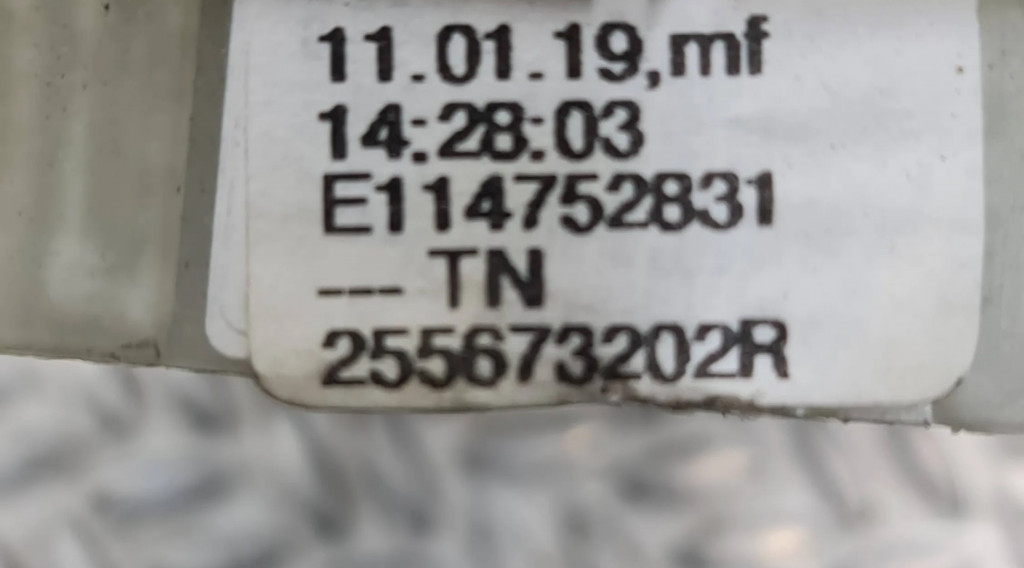 11.01.19,mf
14:28:03
E114752831
--- TN
255673202R